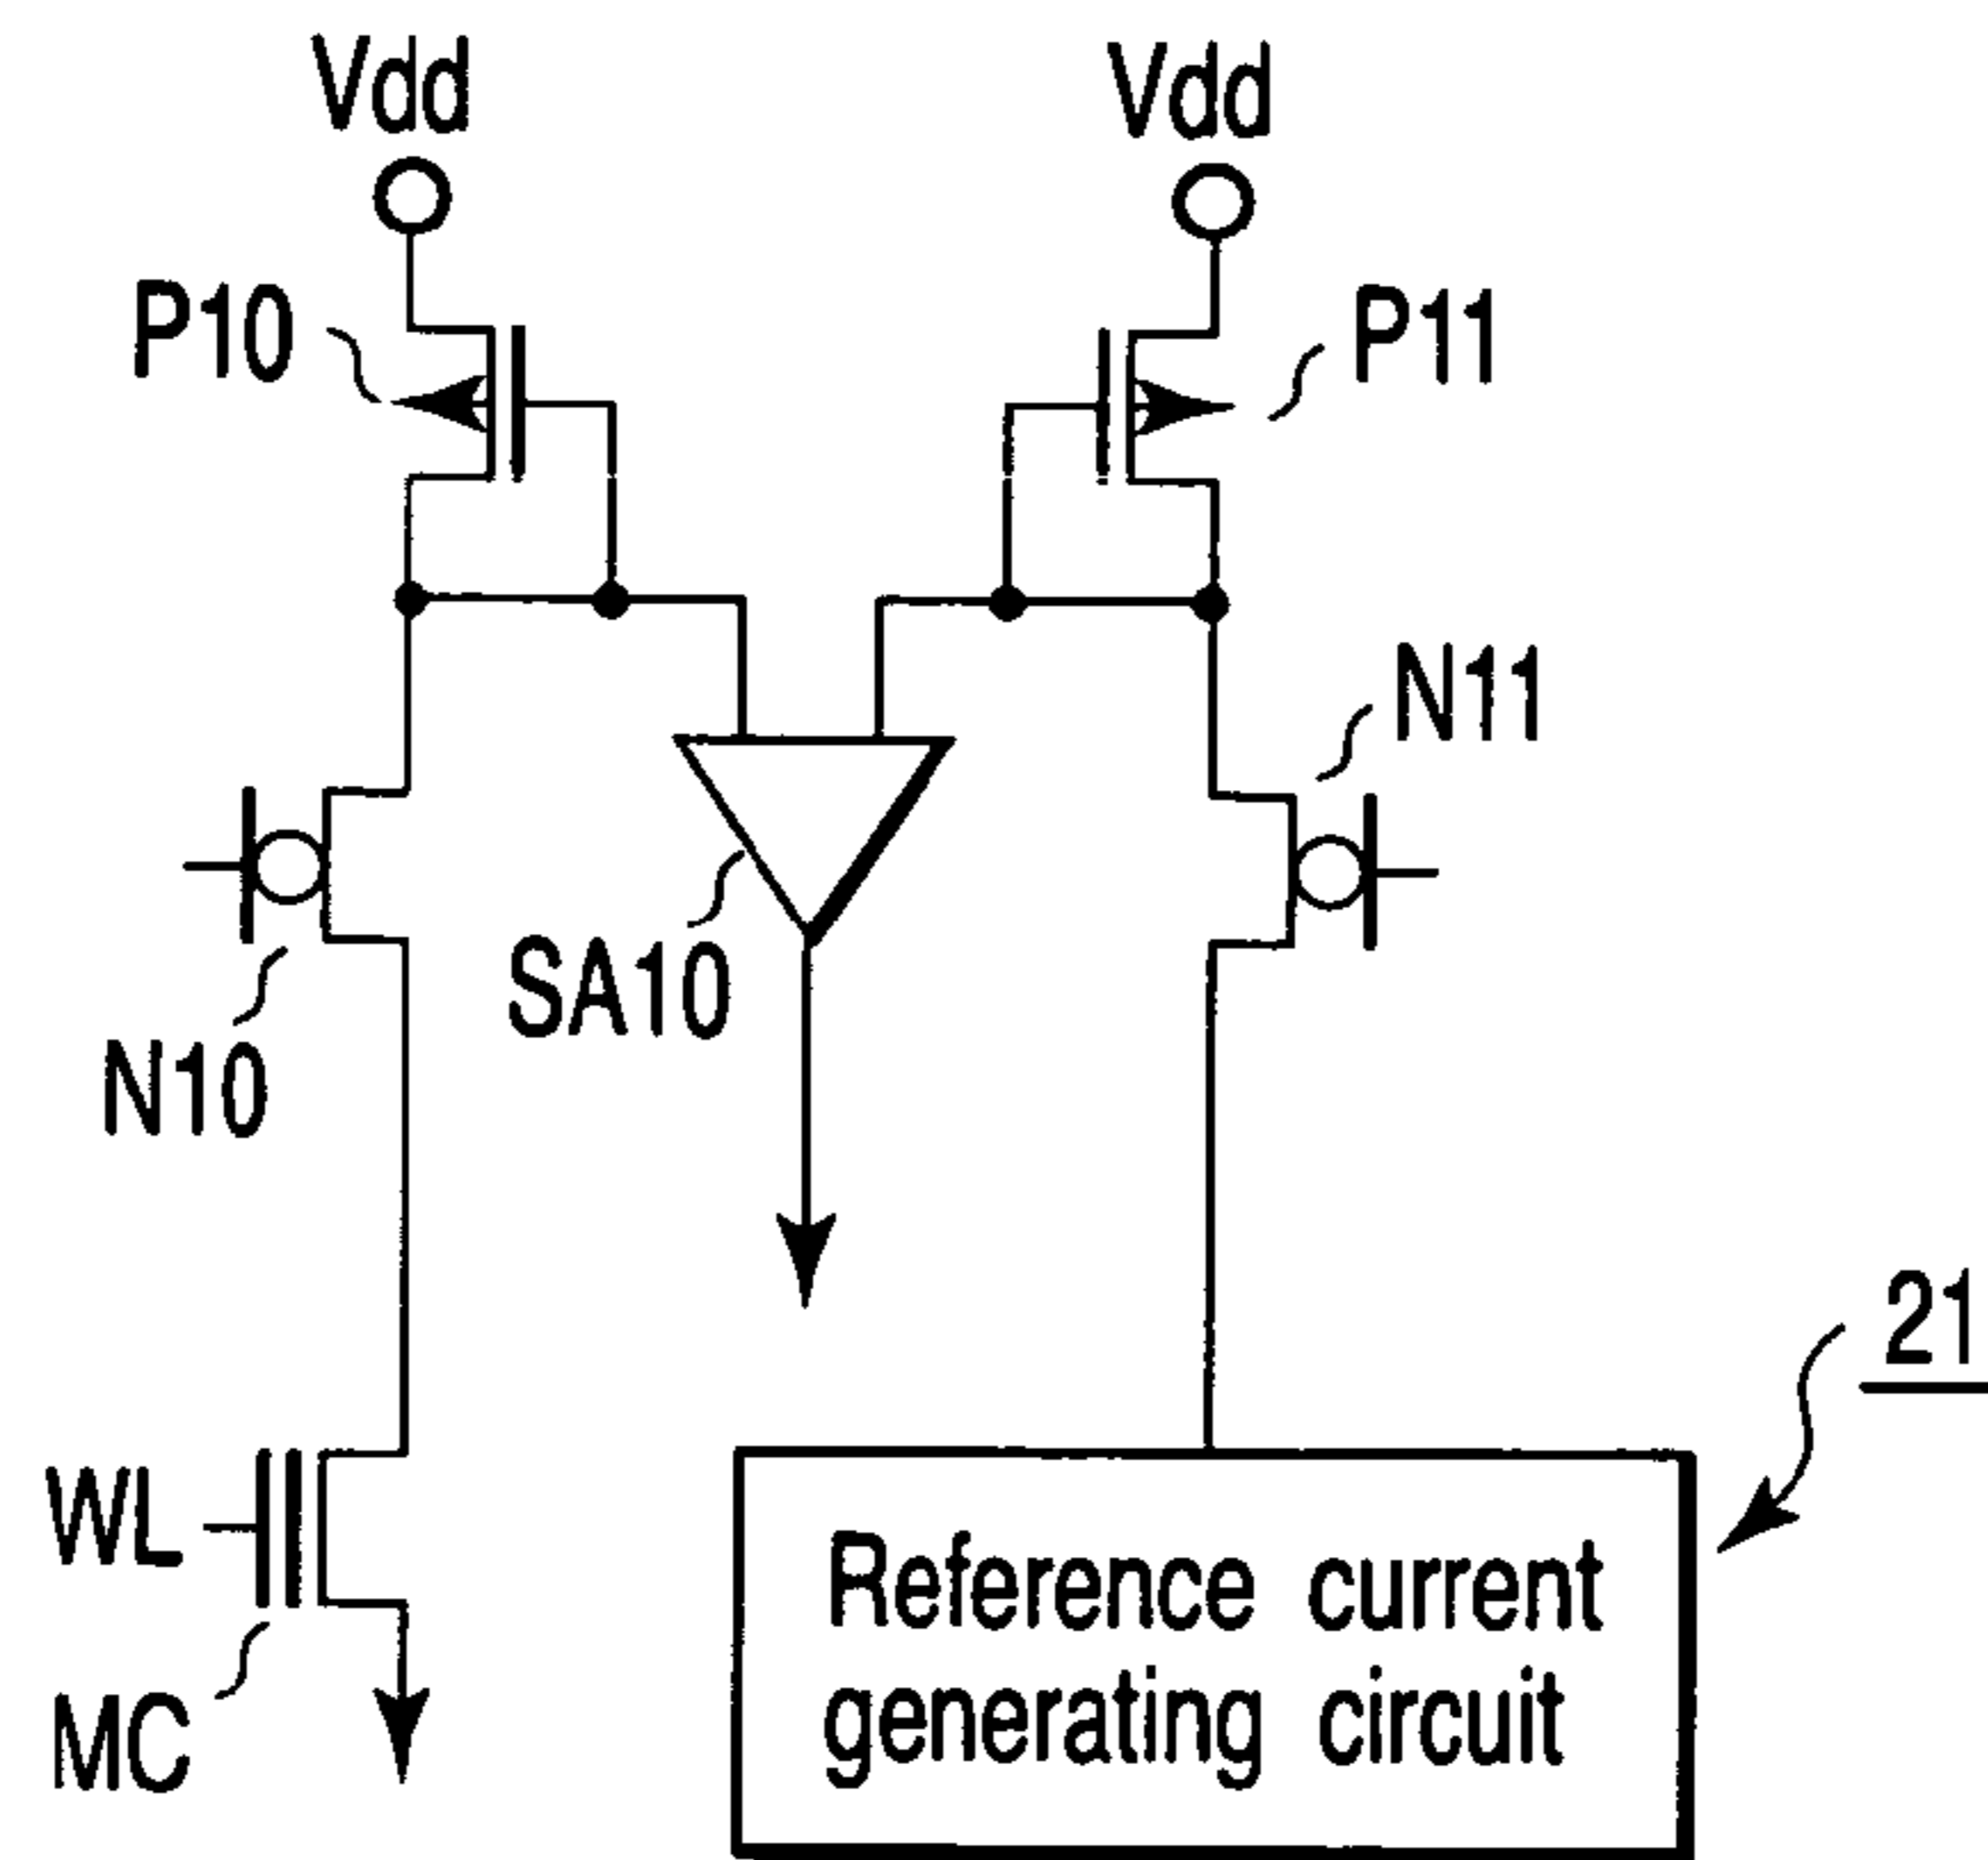 Vdd
Vdd
P10
P11
N11
SA10
N10
21
WL
Reference current
generating circuit
MC